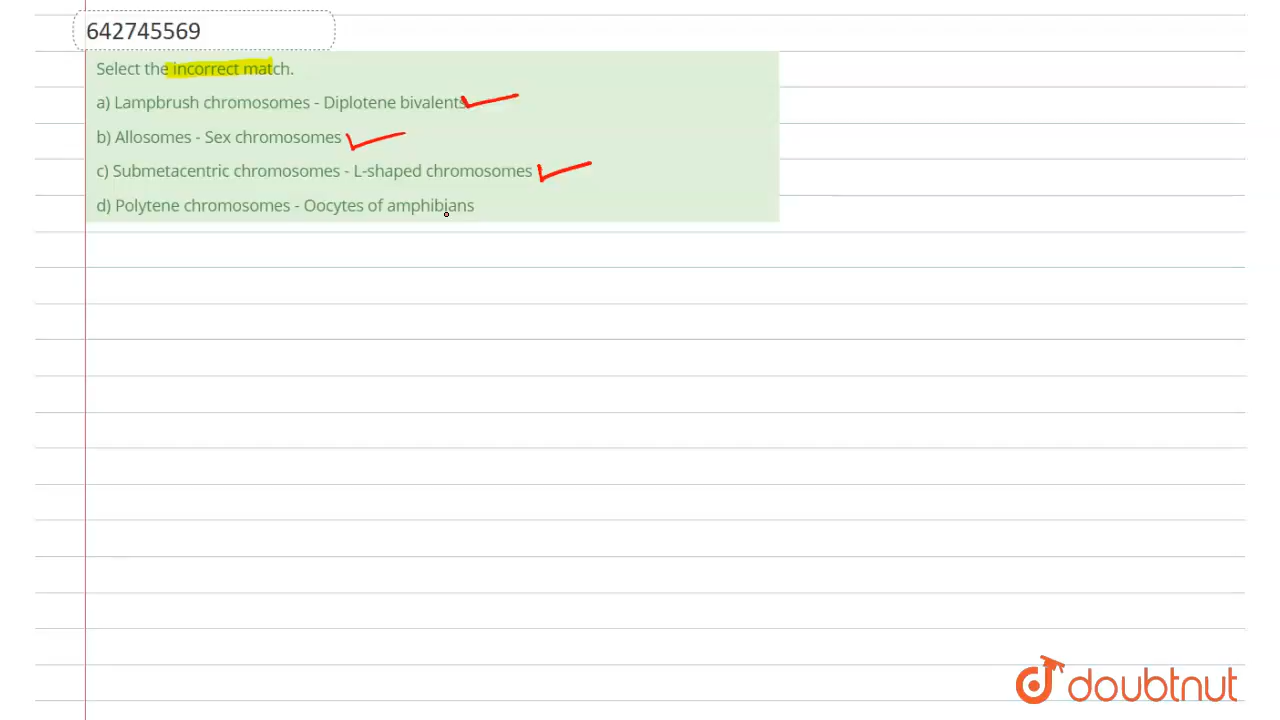 642745569
Select the incorrect match.
a) Lampbrush chromosomes - Diplotene bivalents
b) Allosomes - Sex chromosomes
c) Submetacentric chromosomes - L-shaped chromosomes
d) Polytene chromosomes - Oocytes of amphibians
doubtnut